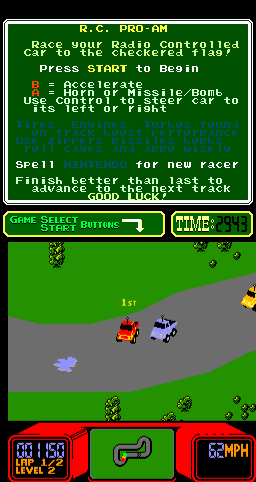 R.C. PRO-AM
Race your Radio Controlled
Car to the checkered flag!
Press START to Begin
B = Accelerate
A = Horn or Missile/Bomb
Use Control to steer car to
its left or right
Tires- Engines- Turbos found
on track boost performance
Use zippers missiles bombs
roll cages and ammo wisely
Spell NINTENDO for new racer
Finish better than last to
advance to the next track
GOOD LUCK!
GAME SELECT
START BUTTONS
TIME:2943
1st
001150
LAP 1/2
LEVEL 2
62MPH